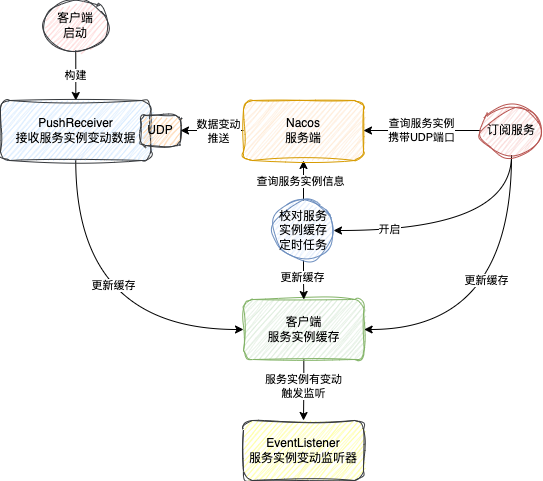 客户端
启动
构建
PushReceiver
接收服务实例变动数据
UDP
数据变动
推送
Nacos
服务端
查询服务实例
携带UDP端口
订阅服务
查询服务实例信息
校对服务
实例缓存
定时任务
开启
更新缓存
更新缓存
更新缓存
客户端
服务实例缓存
服务实例有变动
触发监听
EventListener
服务实例变动监听器